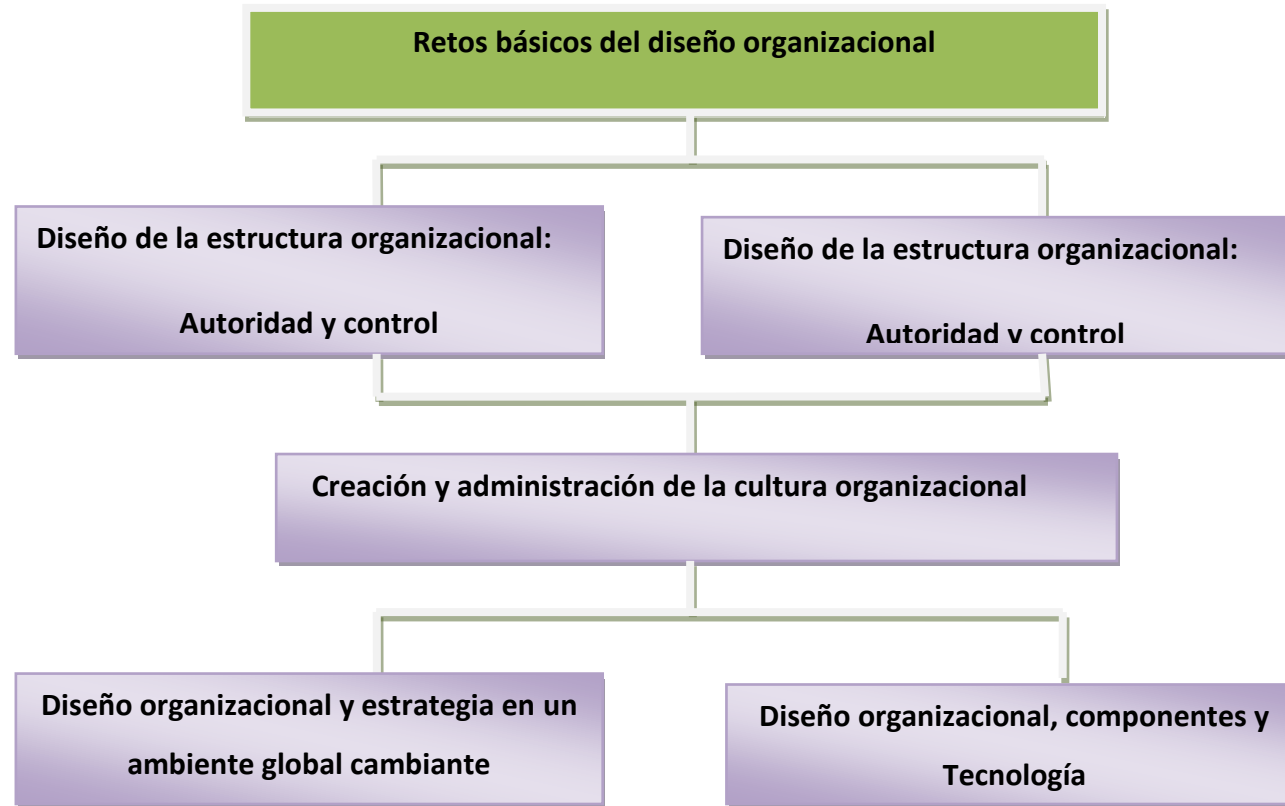 Retos básicos del diseño organizacional
Diseño de la estructura organizacional:
Autoridad y control
Diseño de la estructura organizacional:
Autoridad y control
Creación y administración de la cultura organizacional
Diseño organizacional y estrategia en un
ambiente global cambiante
Diseño organizacional, componentes y
Tecnología